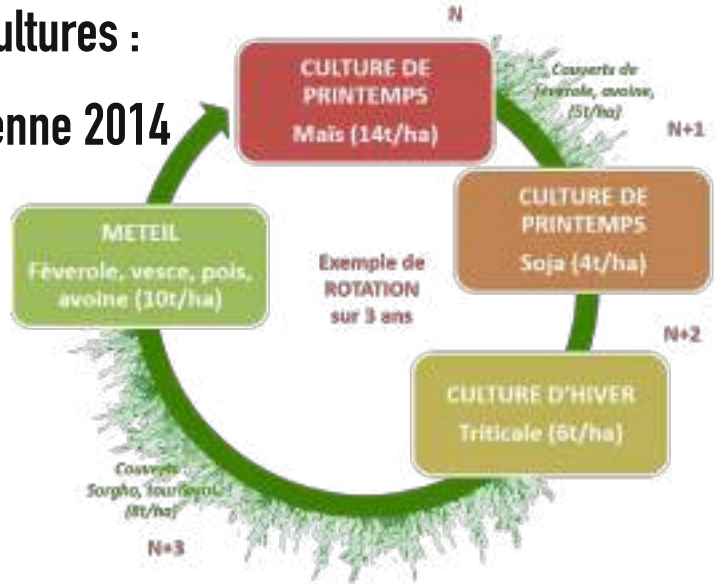 ultures :
enne 2014
N
CULTURE DE
PRINTEMPS
Maïs (14t/ha)
Couverts de
féverole, avoine,
(5t/ha)
N+1
CULTURE DE
PRINTEMPS
Soja (4t/ha)
METEIL
Féverole, vesce, pois,
avoine (10t/ha)
Exemple de
ROTATION
sur 3 ans
N+2
CULTURE D'HIVER
Triticale (6t/ha)
Couverts
Sorgho, tournesol,
(8t/ha)
N+3